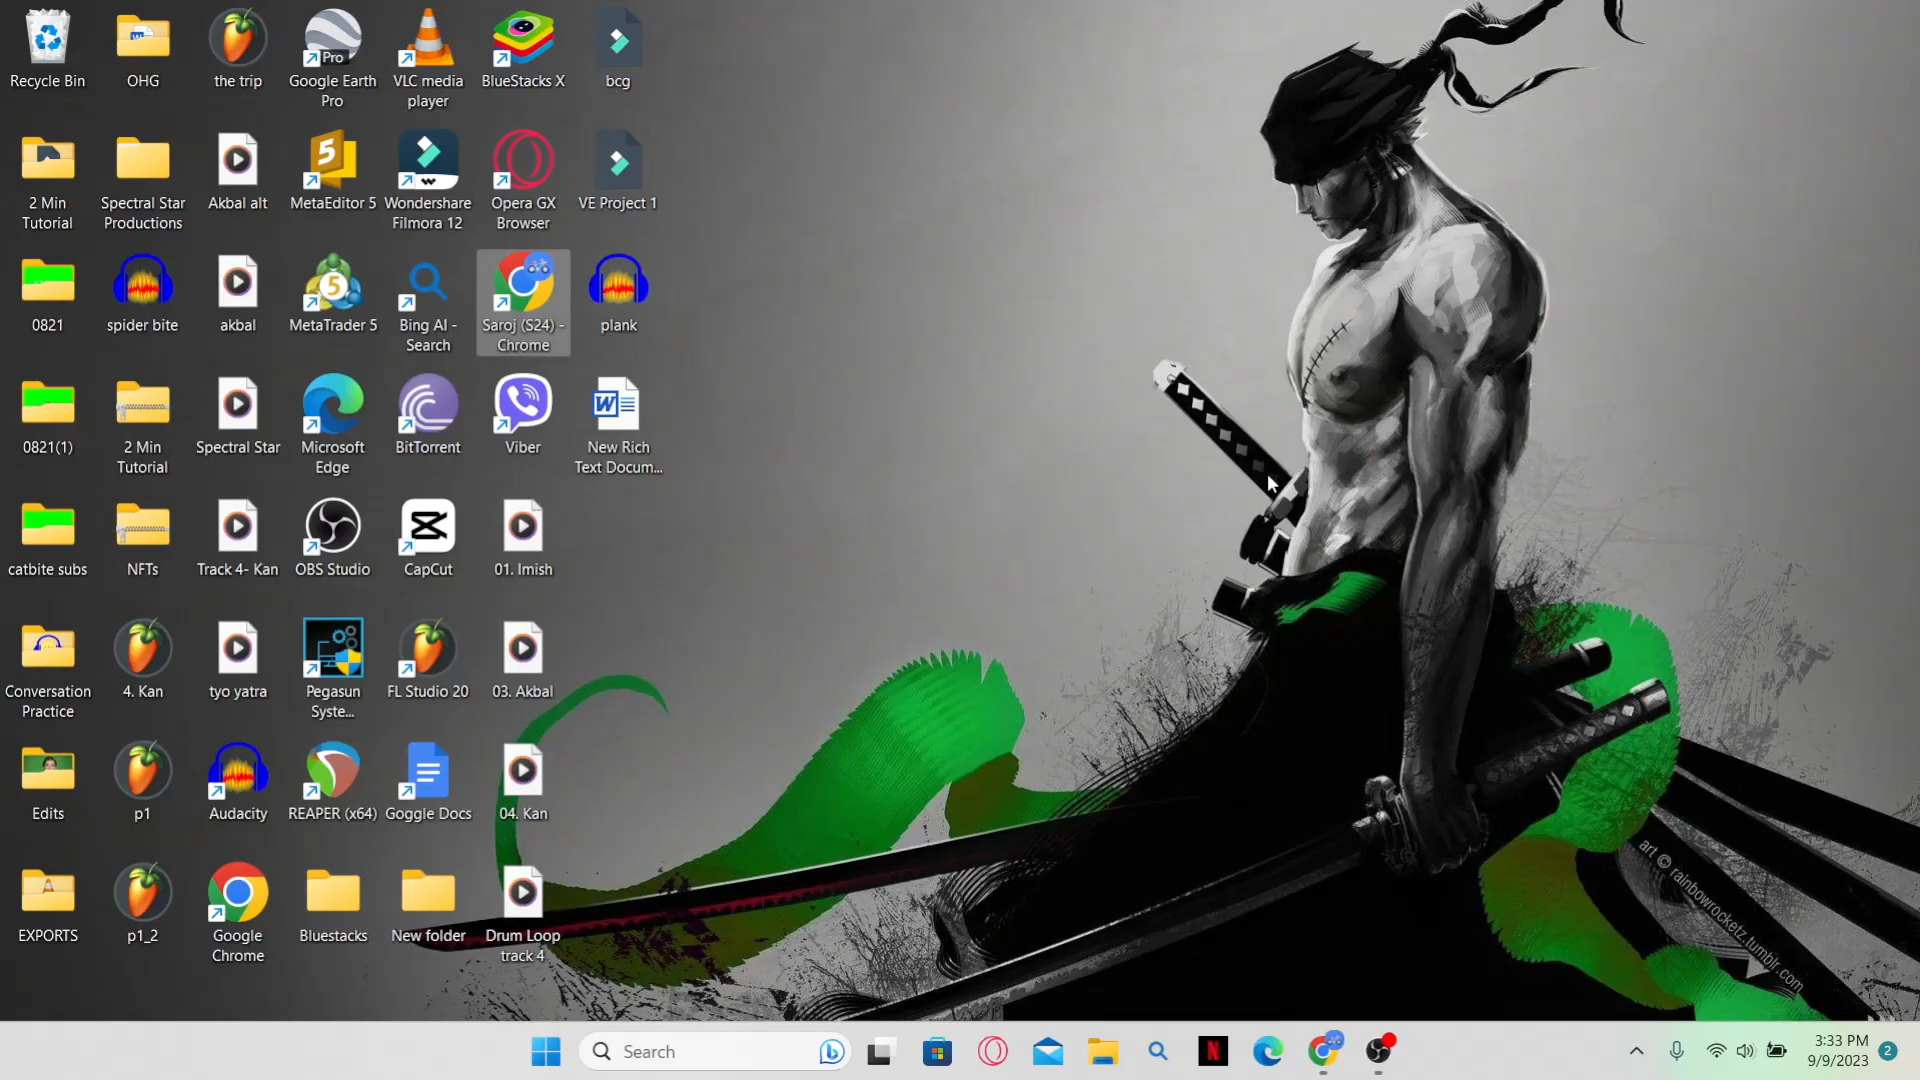 Recycle Bin
OHG
the trip
Google Earth
Pro
VLC media
player
BlueStacks X
bcg
2 Min
Tutorial
Spectral Star
Productions
Akbal alt
MetaEditor 5
Wondershare
Filmora 12
Opera GX
Browser
VE Project 1
0821
spider bite
akbal
MetaTrader 5
Bing AI -
Search
Saroj (S24) -
Chrome
plank
0821(1)
2 Min
Tutorial
Spectral Star
Microsoft
Edge
BitTorrent
Viber
New Rich
Text Docum...
catbite subs
NFTs
Track 4- Kan
OBS Studio
CapCut
01. Imish
Conversation
Practice
4. Kan
tyo yatra
Pegasun
Syste...
FL Studio 20
03. Akbal
Edits
p1
Audacity
REAPER (x64)
Goggle Docs
04. Kan
EXPORTS
p1_2
Google
Chrome
Bluestacks
New folder
Drum Loop
track 4
Pro
5
5
W
art © rainbowrocketz.tumblr.com
Search
N
3:33 PM
9/9/2023
2